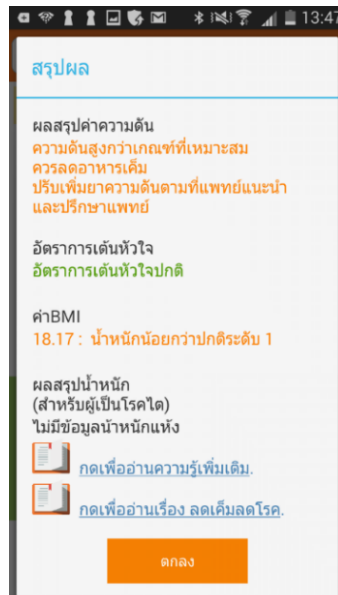 13:47
สรุปผล
ผลสรุปค่าความดัน
ความดันสูงกว่าเกณฑ์ที่เหมาะสม
ควรลดอาหารเค็ม
ปรับเพิ่มยาความดันตามที่แพทย์แนะนำ
และปรึกษาแพทย์
อัตราการเต้นหัวใจ
อัตราการเต้นหัวใจปกติ
ค่าBMI
18.17 : น้ำหนักน้อยกว่าปกติระดับ 1
ผลสรุปน้ำหนัก
(สำหรับผู้เป็นโรคไต)
ไม่มีข้อมูลน้าหนักแห้ง
กดเพื่ออ่านความรู้เพิ่มเติม.
กดเพื่ออ่านเรื่อง ลดเค็มลดโรค.
ตกลง